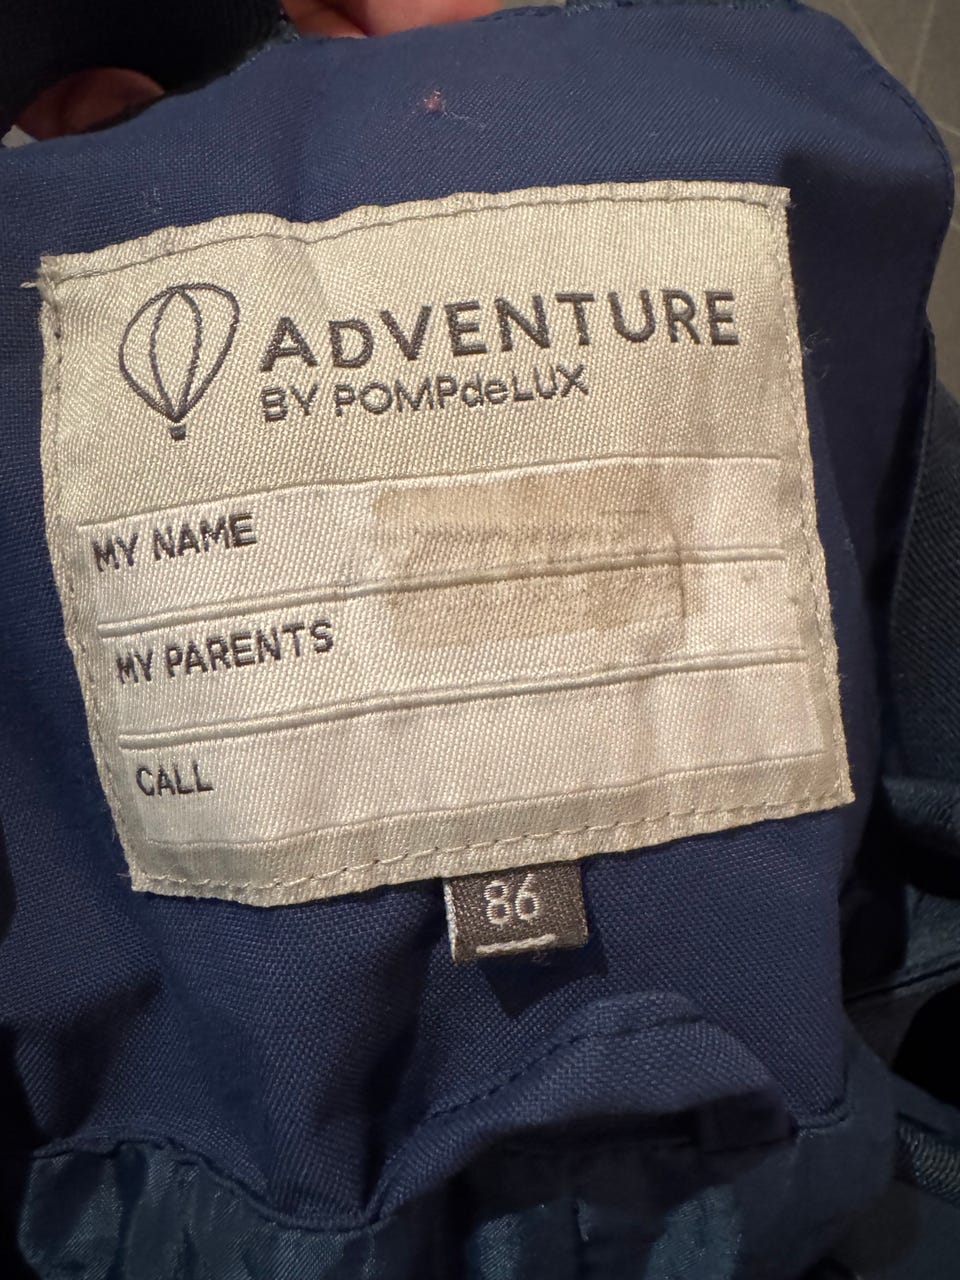 ADVENTURE
BY POMPdeLUX
MY NAME
MY PARENTS
CALL
86